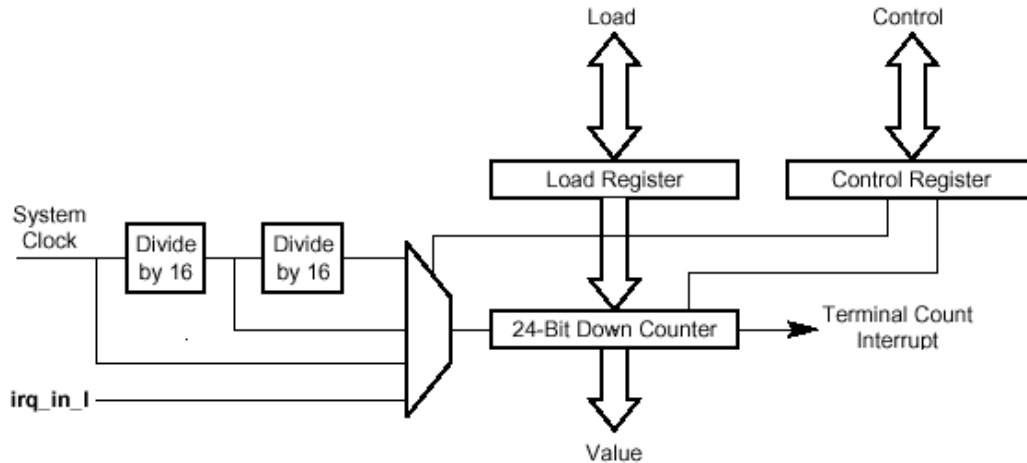 Load
Control
Load Register
Control Register
System
Clock
Divide
by 16
Divide
by 16
24-Bit Down Counter
Terminal Count
Interrupt
irq_in_l
Value